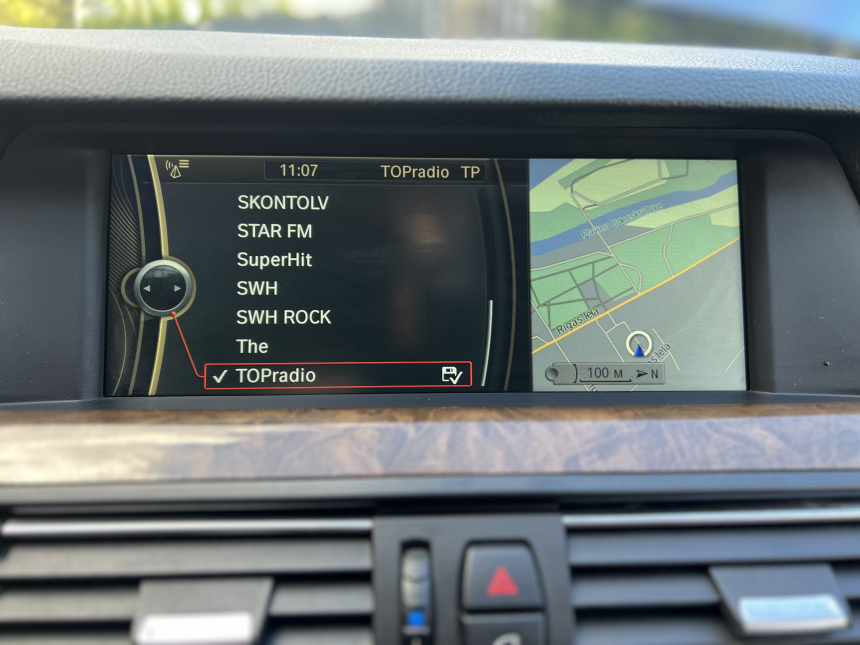 11:07 TOPradio TP
SKONTOLV
STAR FM
SuperHit
SWH
SWH ROCK
The
TOPradio
Rīgas iela
100 M N